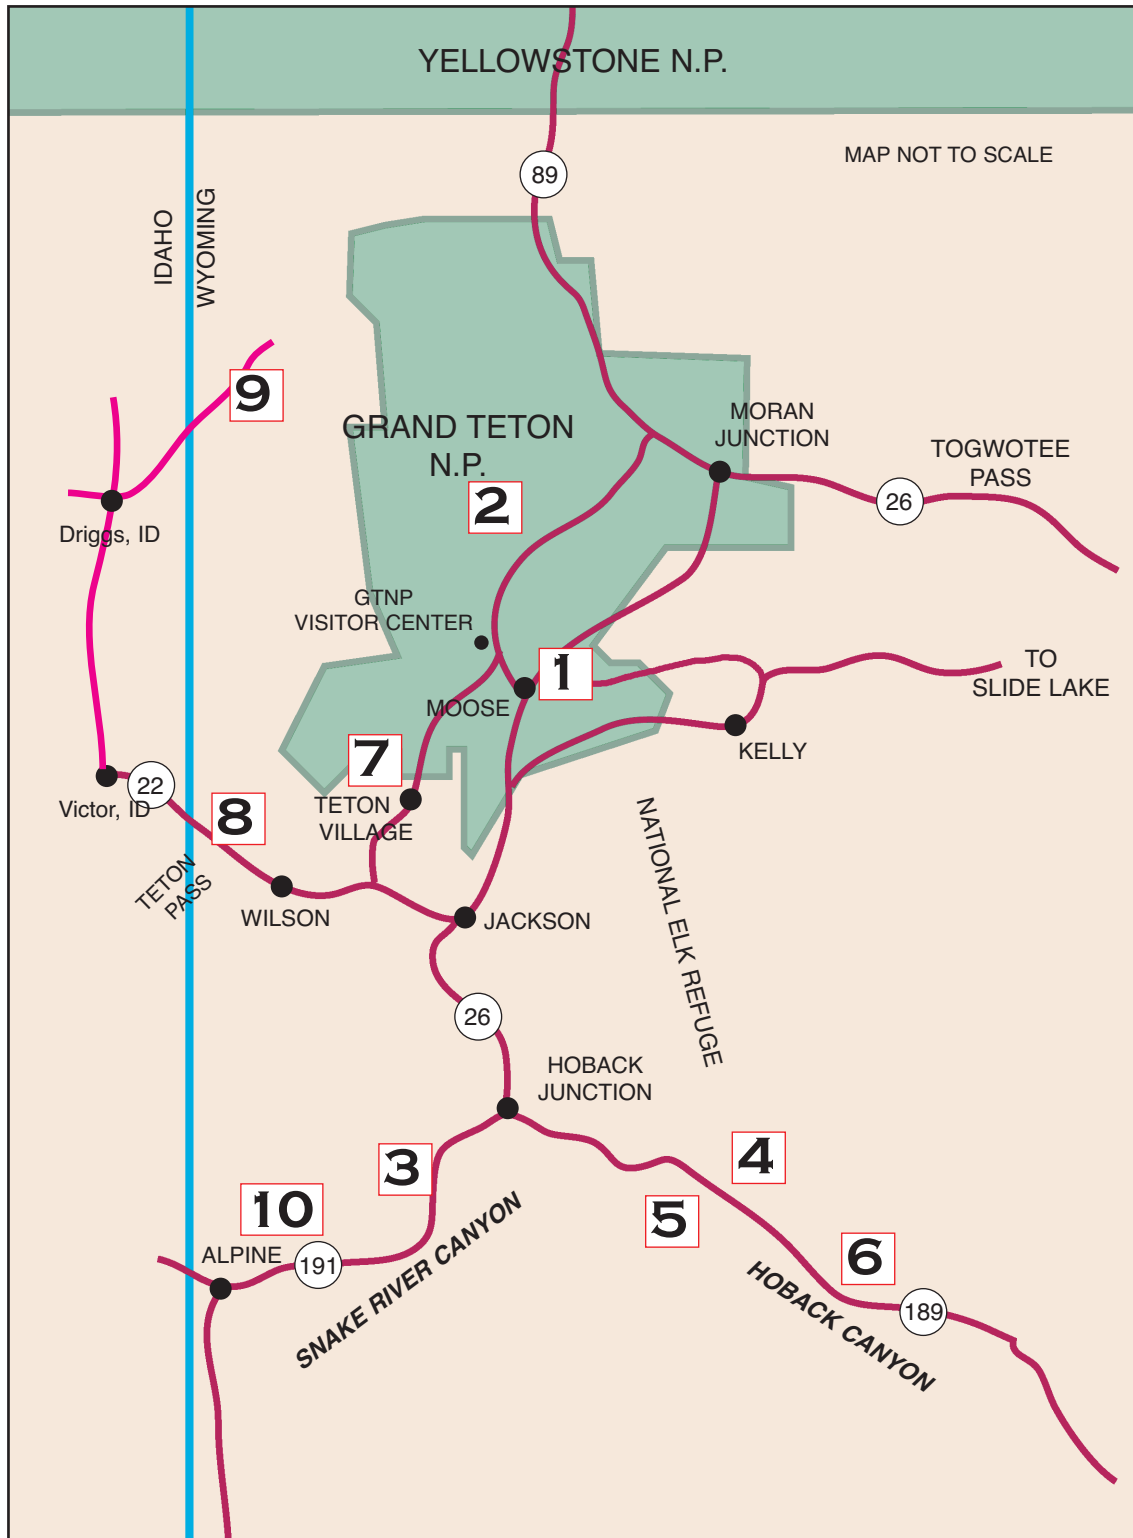 YELLOWSTONE N.P.
MAP NOT TO SCALE
89
IDAHO
WYOMING
9
GRAND TETON
N.P.
MORAN
JUNCTION
TOGWOTEE
PASS
2
26
Driggs, ID
GTNP
VISITOR CENTER
1
TO
SLIDE LAKE
MOOSE
KELLY
7
22
Victor, ID
8
TETON
VILLAGE
TETON
PASS
WILSON
JACKSON
NATIONAL ELK REFUGE
26
HOBACK
JUNCTION
3
4
10
5
ALPINE
191
SNAKE RIVER CANYON
6
HOBACK CANYON
189